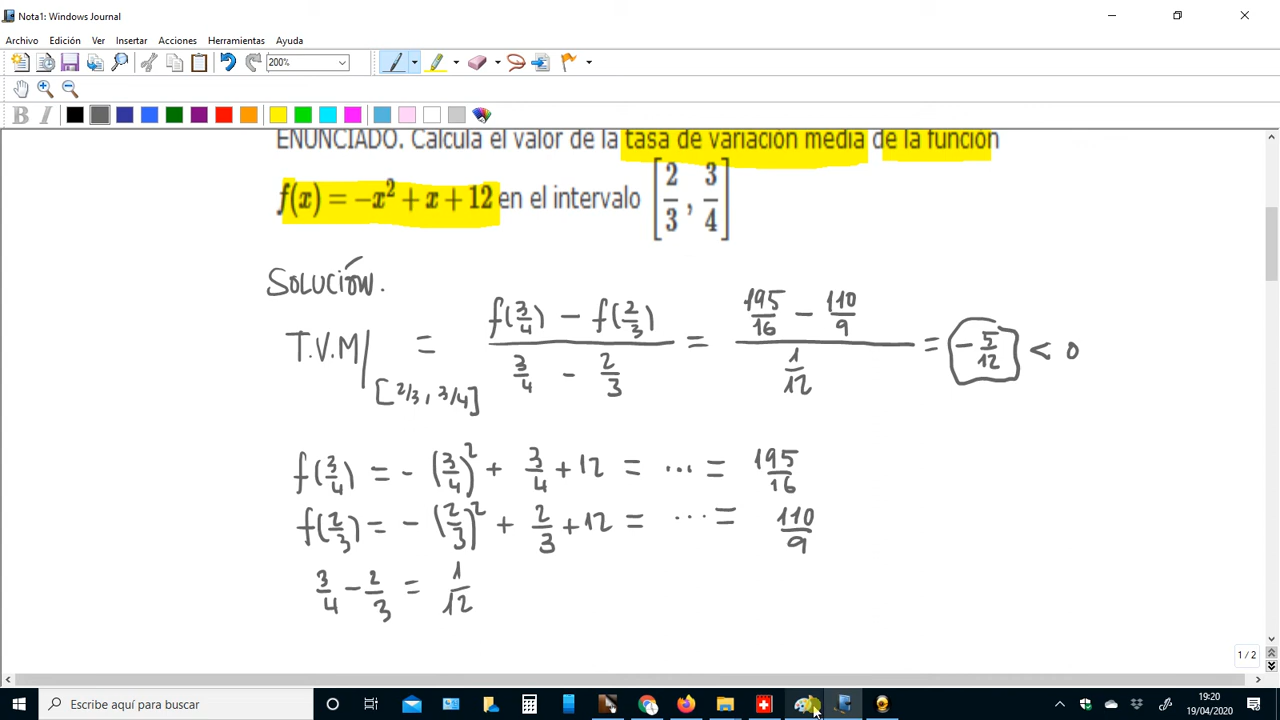 Nota1: Windows Journal
Archivo Edición Ver Insertar Acciones Herramientas Ayuda
200%
B I
ENUNCIADO. Calcula el valor de la tasa de variación media de la función
f(x) = −x² + x + 12 en el intervalo [2/3, 3/4]
SOLUCIÓN.
T.V.M/[2/3, 3/4] = (f(3/4) − f(2/3))/(3/4 − 2/3) = (195/16 − 110/9)/(1/12) = −5/12 < 0
f(3/4) = −(3/4)² + 3/4 + 12 = ... = 195/16
f(2/3) = −(2/3)² + 2/3 + 12 = ... = 110/9
3/4 − 2/3 = 1/12
1 / 2
Escribe aquí para buscar
19:20
19/04/2020